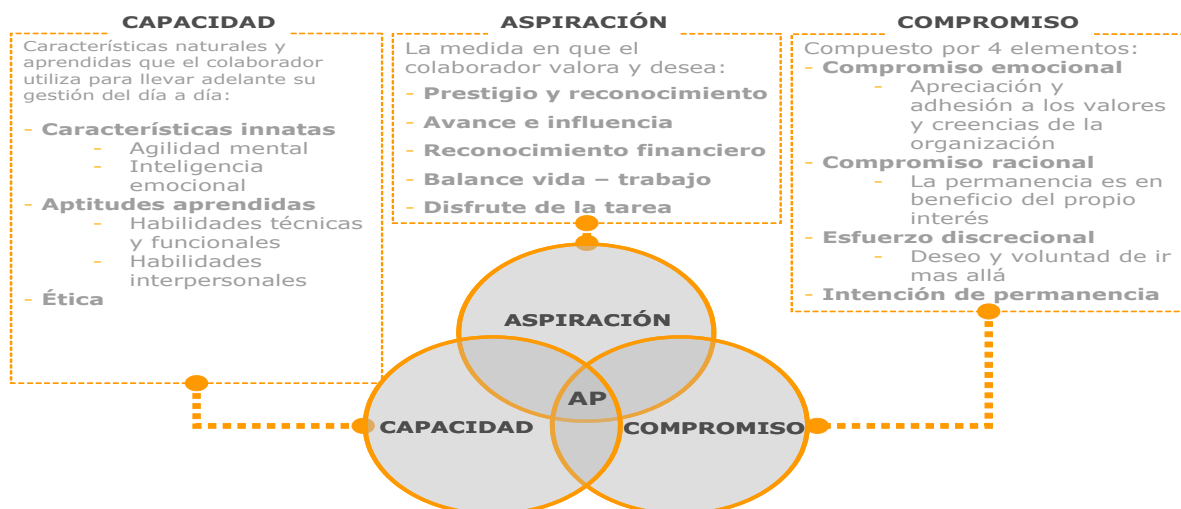 CAPACIDAD
Características naturales y
aprendidas que el colaborador
utiliza para llevar adelante su
gestión del día a día:
- Características innatas
- Agilidad mental
- Inteligencia
emocional
- Aptitudes aprendidas
- Habilidades técnicas
y funcionales
- Habilidades
interpersonales
- Ética
ASPIRACIÓN
La medida en que el
colaborador valora y desea:
- Prestigio y reconocimiento
- Avance e influencia
- Reconocimiento financiero
- Balance vida – trabajo
- Disfrute de la tarea
COMPROMISO
Compuesto por 4 elementos:
- Compromiso emocional
- Apreciación y
adhesión a los valores
y creencias de la
organización
- Compromiso racional
- La permanencia es en
beneficio del propio
interés
- Esfuerzo discrecional
- Deseo y voluntad de ir
mas allá
- Intención de permanencia
ASPIRACIÓN
AP
CAPACIDAD
COMPROMISO